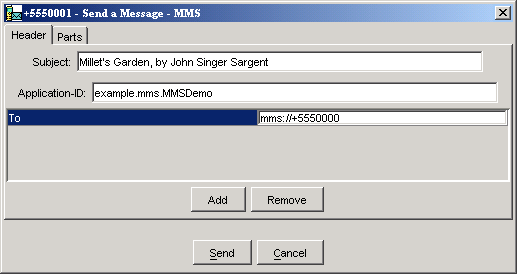 +5550001 - Send a Message - MMS
Header Parts
Subject: Millet's Garden, by John Singer Sargent
Application-ID: example.mms.MMSDemo
To mms://+5550000
Add Remove
Send Cancel